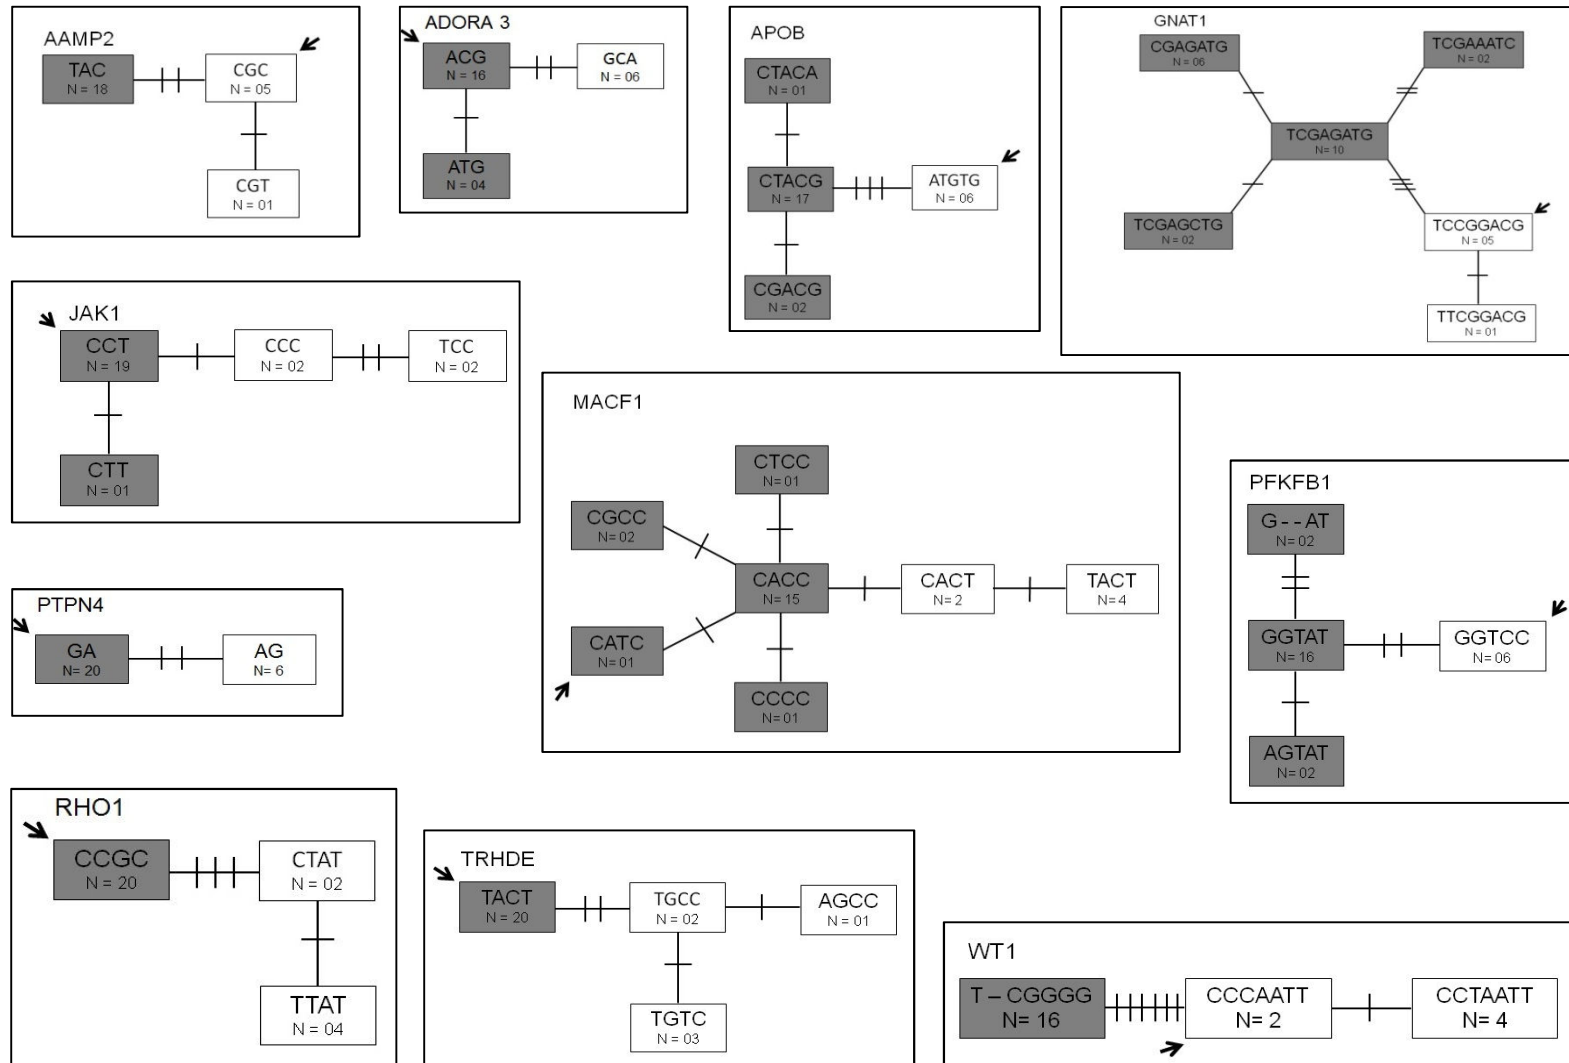 AAMP2
TAC
N = 18
CGC
N = 05
CGT
N = 01
ADORA 3
ACG
N = 16
GCA
N = 06
ATG
N = 04
APOB
CTACA
N = 01
CTACG
N = 17
ATGTG
N = 06
CGACG
N = 02
GNAT1
CGAGATG
N = 06
TCGAAATC
N = 02
TCGAGATG
N= 10
TCGAGCTG
N = 02
TCCGGACG
N = 05
TTCGGACG
N = 01
JAK1
CCT
N = 19
CCC
N = 02
TCC
N = 02
CTT
N = 01
MACF1
CTCC
N= 01
CGCC
N= 02
CACC
N= 15
CACT
N= 2
TACT
N= 4
CATC
N= 01
CCCC
N= 01
PFKFB1
G - - AT
N= 02
GGTAT
N= 16
GGTCC
N= 06
AGTAT
N= 02
PTPN4
GA
N= 20
AG
N= 6
RHO1
CCGC
N = 20
CTAT
N = 02
TTAT
N = 04
TRHDE
TACT
N = 20
TGCC
N = 02
AGCC
N = 01
TGTC
N = 03
WT1
T – CGGGG
N= 16
CCCAATT
N= 2
CCTAATT
N= 4